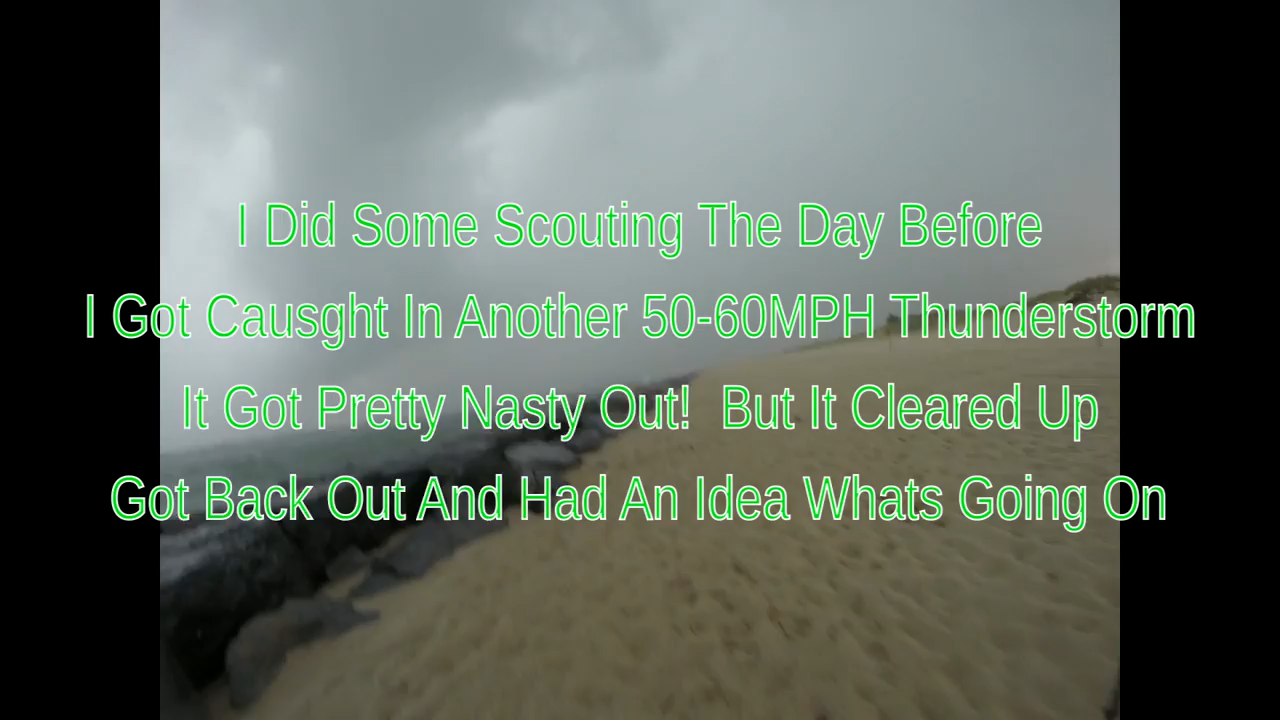 I Did Some Scouting The Day Before
I Got Causght In Another 50-60MPH Thunderstorm
It Got Pretty Nasty Out!  But It Cleared Up
Got Back Out And Had An Idea Whats Going On